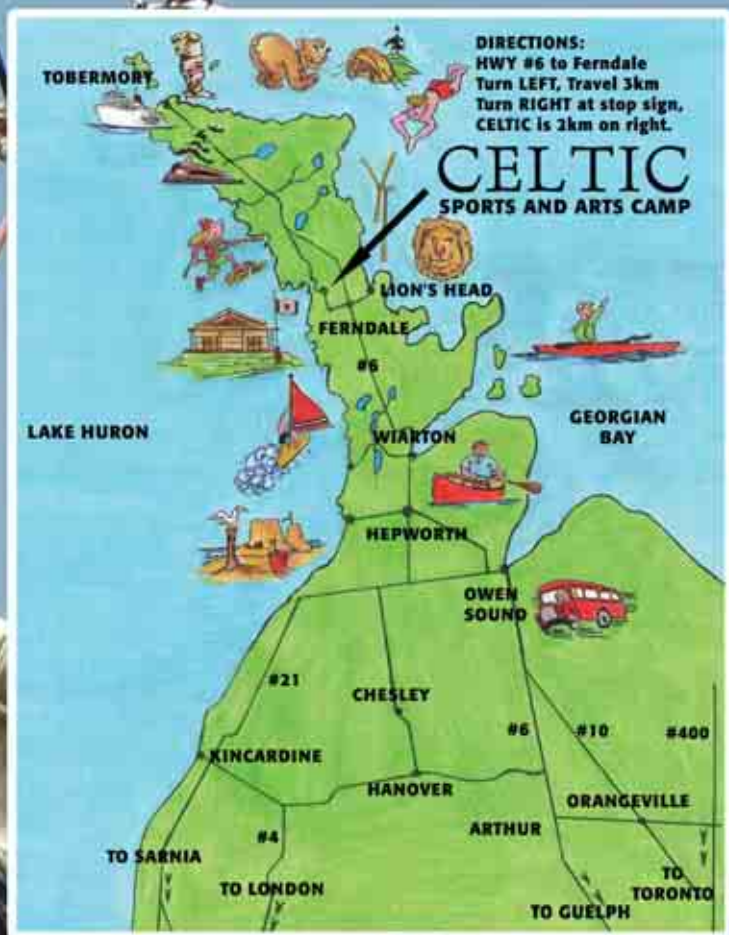 TOBERMORY
DIRECTIONS:
HWY #6 to Ferndale
Turn LEFT, Travel 3km
Turn RIGHT at stop sign,
CELTIC is 2km on right.
CELTIC
SPORTS AND ARTS CAMP
LION'S HEAD
FERNDALE
#6
LAKE HURON
GEORGIAN
BAY
WIARTON
HEPWORTH
OWEN
SOUND
#21
CHESLEY
#6
#10
#400
KINCARDINE
HANOVER
ORANGEVILLE
#4
ARTHUR
TO SARNIA
TO LONDON
TO
TORONTO
TO GUELPH